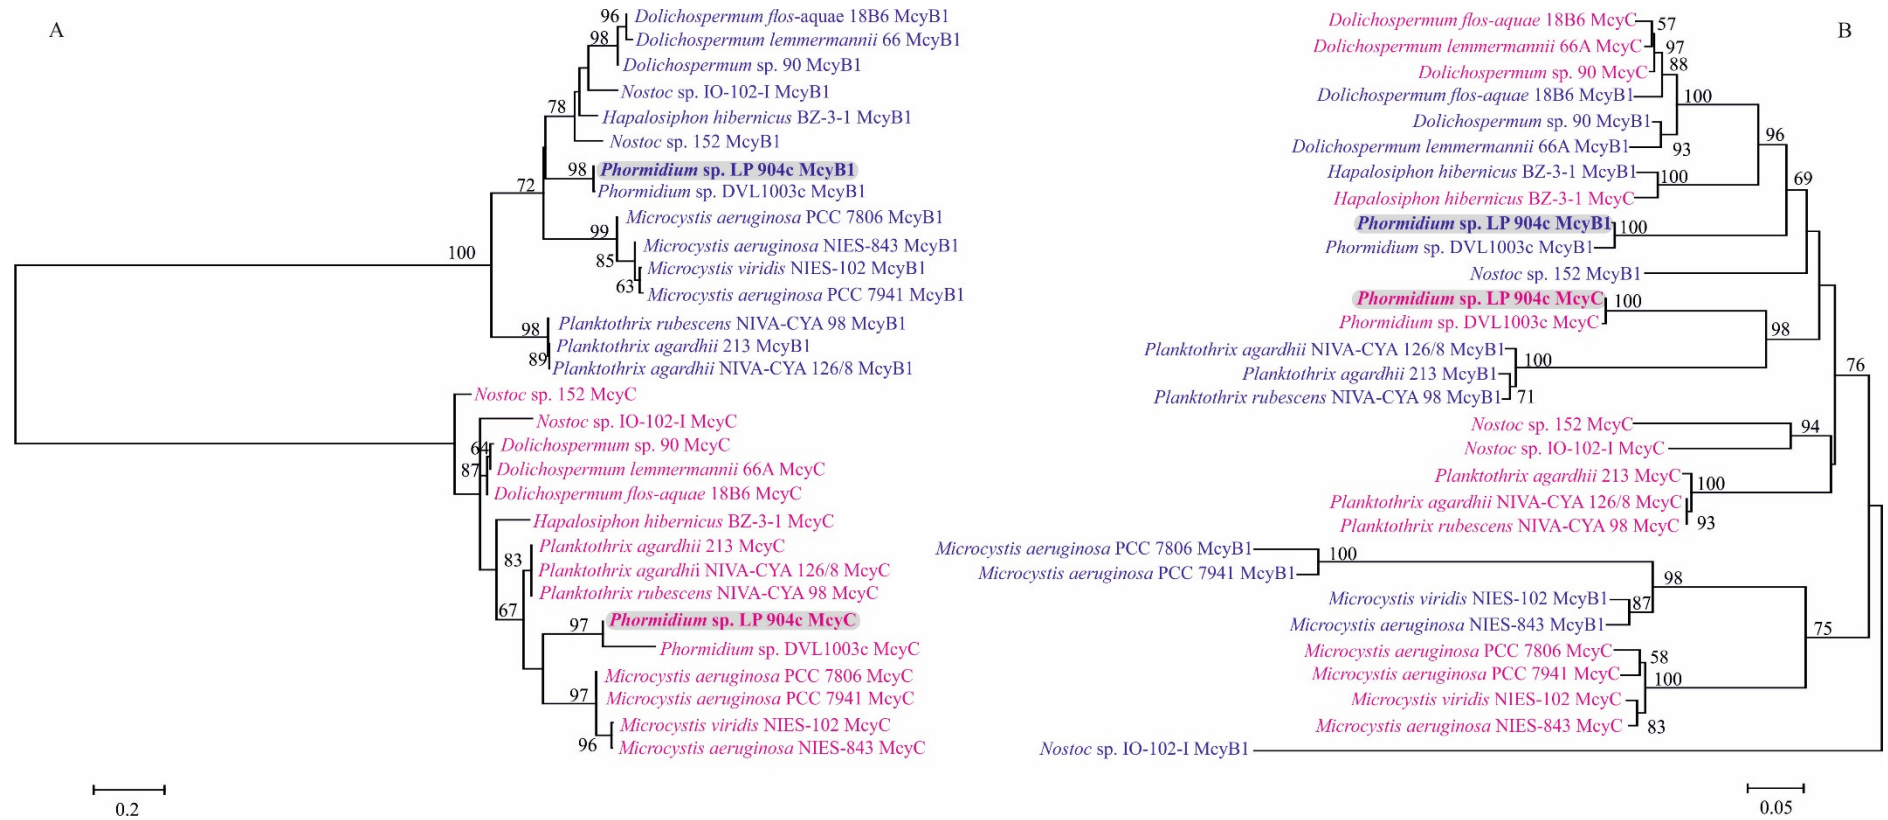 A
96
Dolichospermum flos-aquae 18B6 McyB1
98
Dolichospermum lemmermannii 66 McyB1
Dolichospermum sp. 90 McyB1
Nostoc sp. IO-102-I McyB1
78
Hapalosiphon hibernicus BZ-3-1 McyB1
Nostoc sp. 152 McyB1
98
Phormidium sp. LP 904c McyB1
72
Phormidium sp. DVL1003c McyB1
Microcystis aeruginosa PCC 7806 McyB1
99
Microcystis aeruginosa NIES-843 McyB1
100
85
Microcystis viridis NIES-102 McyB1
63
Microcystis aeruginosa PCC 7941 McyB1
98
Planktothrix rubescens NIVA-CYA 98 McyB1
Planktothrix agardhii 213 McyB1
89
Planktothrix agardhii NIVA-CYA 126/8 McyB1
Nostoc sp. 152 McyC
Nostoc sp. IO-102-I McyC
64
Dolichospermum sp. 90 McyC
87
Dolichospermum lemmermannii 66A McyC
Dolichospermum flos-aquae 18B6 McyC
Hapalosiphon hibernicus BZ-3-1 McyC
Planktothrix agardhii 213 McyC
83
Planktothrix agardhii NIVA-CYA 126/8 McyC
Planktothrix rubescens NIVA-CYA 98 McyC
67
97
Phormidium sp. LP 904c McyC
Phormidium sp. DVL1003c McyC
Microcystis aeruginosa PCC 7806 McyC
97
Microcystis aeruginosa PCC 7941 McyC
Microcystis viridis NIES-102 McyC
96
Microcystis aeruginosa NIES-843 McyC
0.2
B
Dolichospermum flos-aquae 18B6 McyC
57
Dolichospermum lemmermannii 66A McyC
97
Dolichospermum sp. 90 McyC
88
Dolichospermum flos-aquae 18B6 McyB1
100
Dolichospermum sp. 90 McyB1
96
Dolichospermum lemmermannii 66A McyB1
93
Hapalosiphon hibernicus BZ-3-1 McyB1
100
69
Hapalosiphon hibernicus BZ-3-1 McyC
Phormidium sp. LP 904c McyB1
100
Phormidium sp. DVL1003c McyB1
Nostoc sp. 152 McyB1
Phormidium sp. LP 904c McyC
100
Phormidium sp. DVL1003c McyC
98
Planktothrix agardhii NIVA-CYA 126/8 McyB1
100
76
Planktothrix agardhii 213 McyB1
Planktothrix rubescens NIVA-CYA 98 McyB1
71
Nostoc sp. 152 McyC
94
Nostoc sp. IO-102-I McyC
Planktothrix agardhii 213 McyC
100
Planktothrix agardhii NIVA-CYA 126/8 McyC
Planktothrix rubescens NIVA-CYA 98 McyC
93
Microcystis aeruginosa PCC 7806 McyB1
100
Microcystis aeruginosa PCC 7941 McyB1
98
Microcystis viridis NIES-102 McyB1
87
Microcystis aeruginosa NIES-843 McyB1
75
Microcystis aeruginosa PCC 7806 McyC
58
Microcystis aeruginosa PCC 7941 McyC
100
Microcystis viridis NIES-102 McyC
Microcystis aeruginosa NIES-843 McyC
83
Nostoc sp. IO-102-I McyB1
0.05